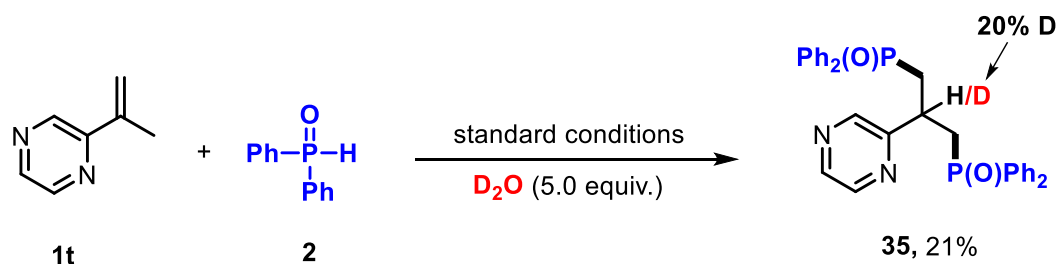 20% D
Ph2(O)P
H/D
N
N
1t
+
O
Ph P H
Ph
2
standard conditions
D2O (5.0 equiv.)
N
N
P(O)Ph2
35, 21%